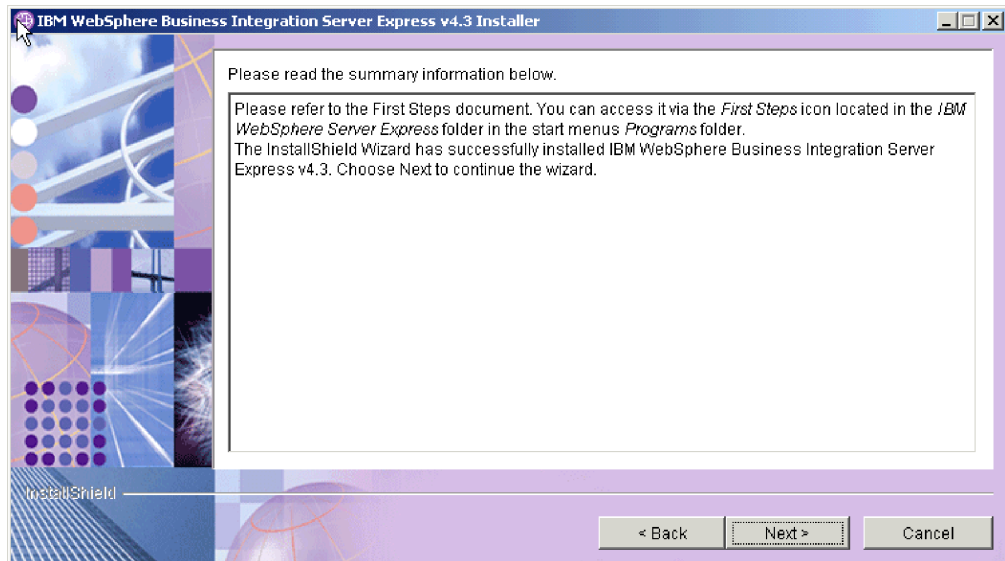 IBM WebSphere Business Integration Server Express v4.3 Installer
Please read the summary information below.
Please refer to the First Steps document. You can access it via the First Steps icon located in the IBM
WebSphere Server Express folder in the start menus Programs folder.
The InstallShield Wizard has successfully installed IBM WebSphere Business Integration Server
Express v4.3. Choose Next to continue the wizard.
InstallShield
< Back
Next >
Cancel